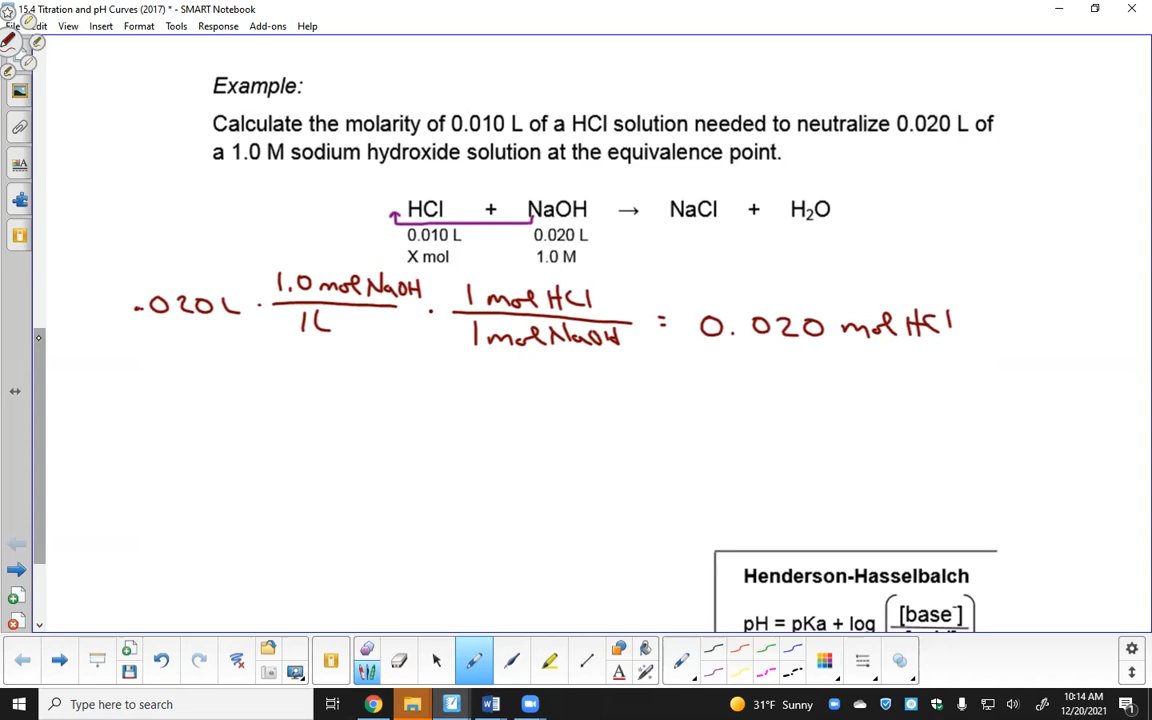 15.4 Titration and pH Curves (2017) * - SMART Notebook
File Edit View Insert Format Tools Response Add-ons Help
Example:
Calculate the molarity of 0.010 L of a HCl solution needed to neutralize 0.020 L of
a 1.0 M sodium hydroxide solution at the equivalence point.
HCl + NaOH → NaCl + H₂O
0.010 L 0.020 L
X mol 1.0 M
.020L · 1.0 mol NaOH / 1L · 1 mol HCl / 1 mol NaOH = 0.020 mol HCl
Henderson-Hasselbalch
pH = pKa + log ([base⁻]
Type here to search
31°F Sunny
10:14 AM
12/20/2021
1